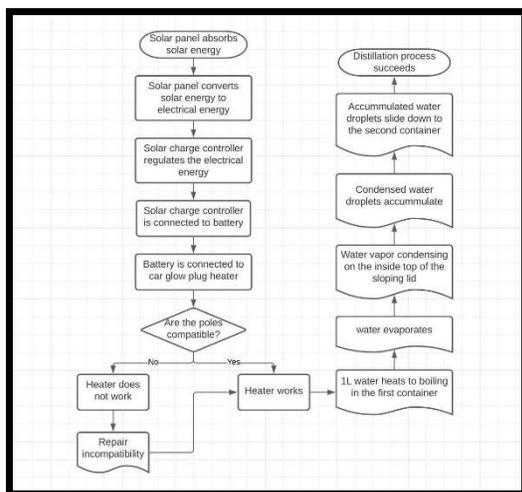 Solar panel absorbs
solar energy
Solar panel converts
solar energy to
electrical energy
Solar charge controller
regulates the electrical
energy
Solar charge controller
is connected to battery
Battery is connected to
car glow plug heater
Are the poles
compatible?
No
Yes
Heater does
not work
Repair
incompatibility
Heater works
1L water heats to boiling
in the first container
water evaporates
Water vapor condensing
on the inside top of the
sloping lid
Condensed water
droplets accumulate
Accummulated water
droplets slide down to
the second container
Distillation process
succeeds